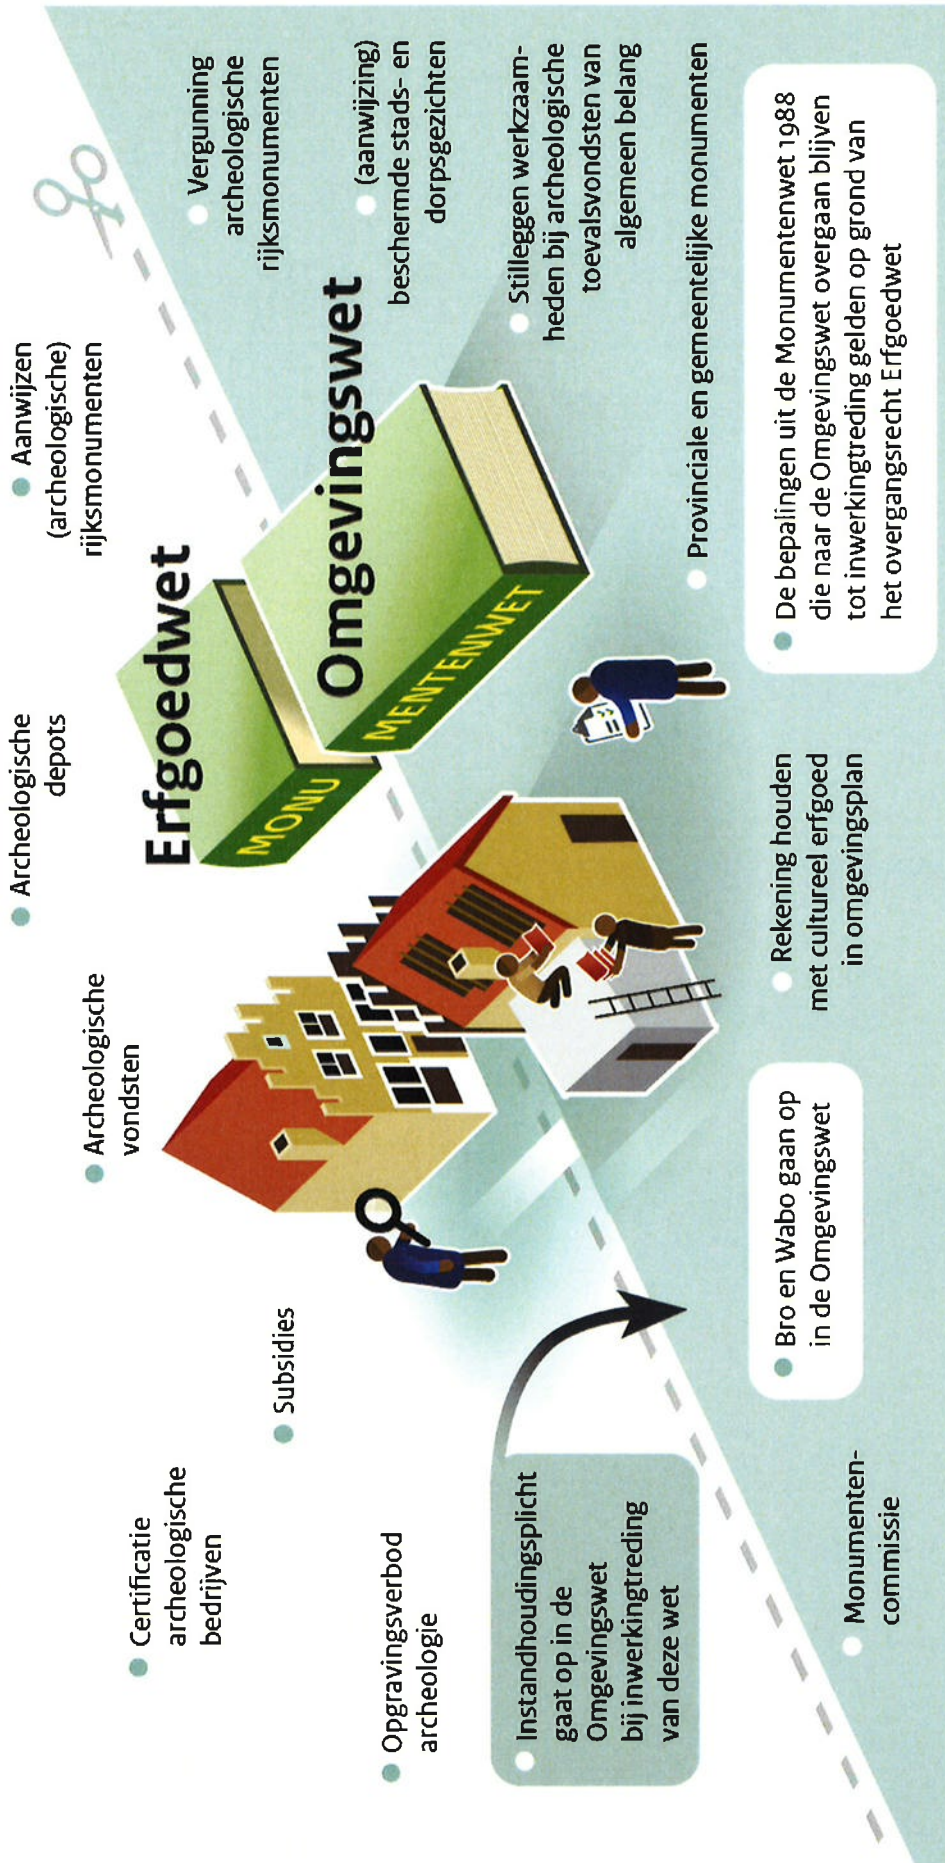 Certificatie
archeologische
bedrijven
Opgravingsverbod
archeologie
Subsidies
Archeologische
vondsten
Archeologische
depots
Aanwijzen
(archeologische)
rijksmonumenten
Erfgoedwet
MONU
Omgevingswet
MENTENWET
Instandhoudingsplicht
gaat op in de
Omgevingswet
bij inwerkingtreding
van deze wet
Vergunning
archeologische
rijksmonumenten
(aanwijzing)
beschermde stads- en
dorpsgezichten
Stilleggen werkzaam-
heden bij archeologische
toevalsvondsten van
algemeen belang
Provinciale en gemeentelijke monumenten
Monumenten-
commissie
Bro en Wabo gaan op
in de Omgevingswet
Rekening houden
met cultureel erfgoed
in omgevingsplan
De bepalingen uit de Monumentenwet 1988
die naar de Omgevingswet overgaan blijven
tot inwerkingtreding gelden op grond van
het overgangsrecht Erfgoedwet